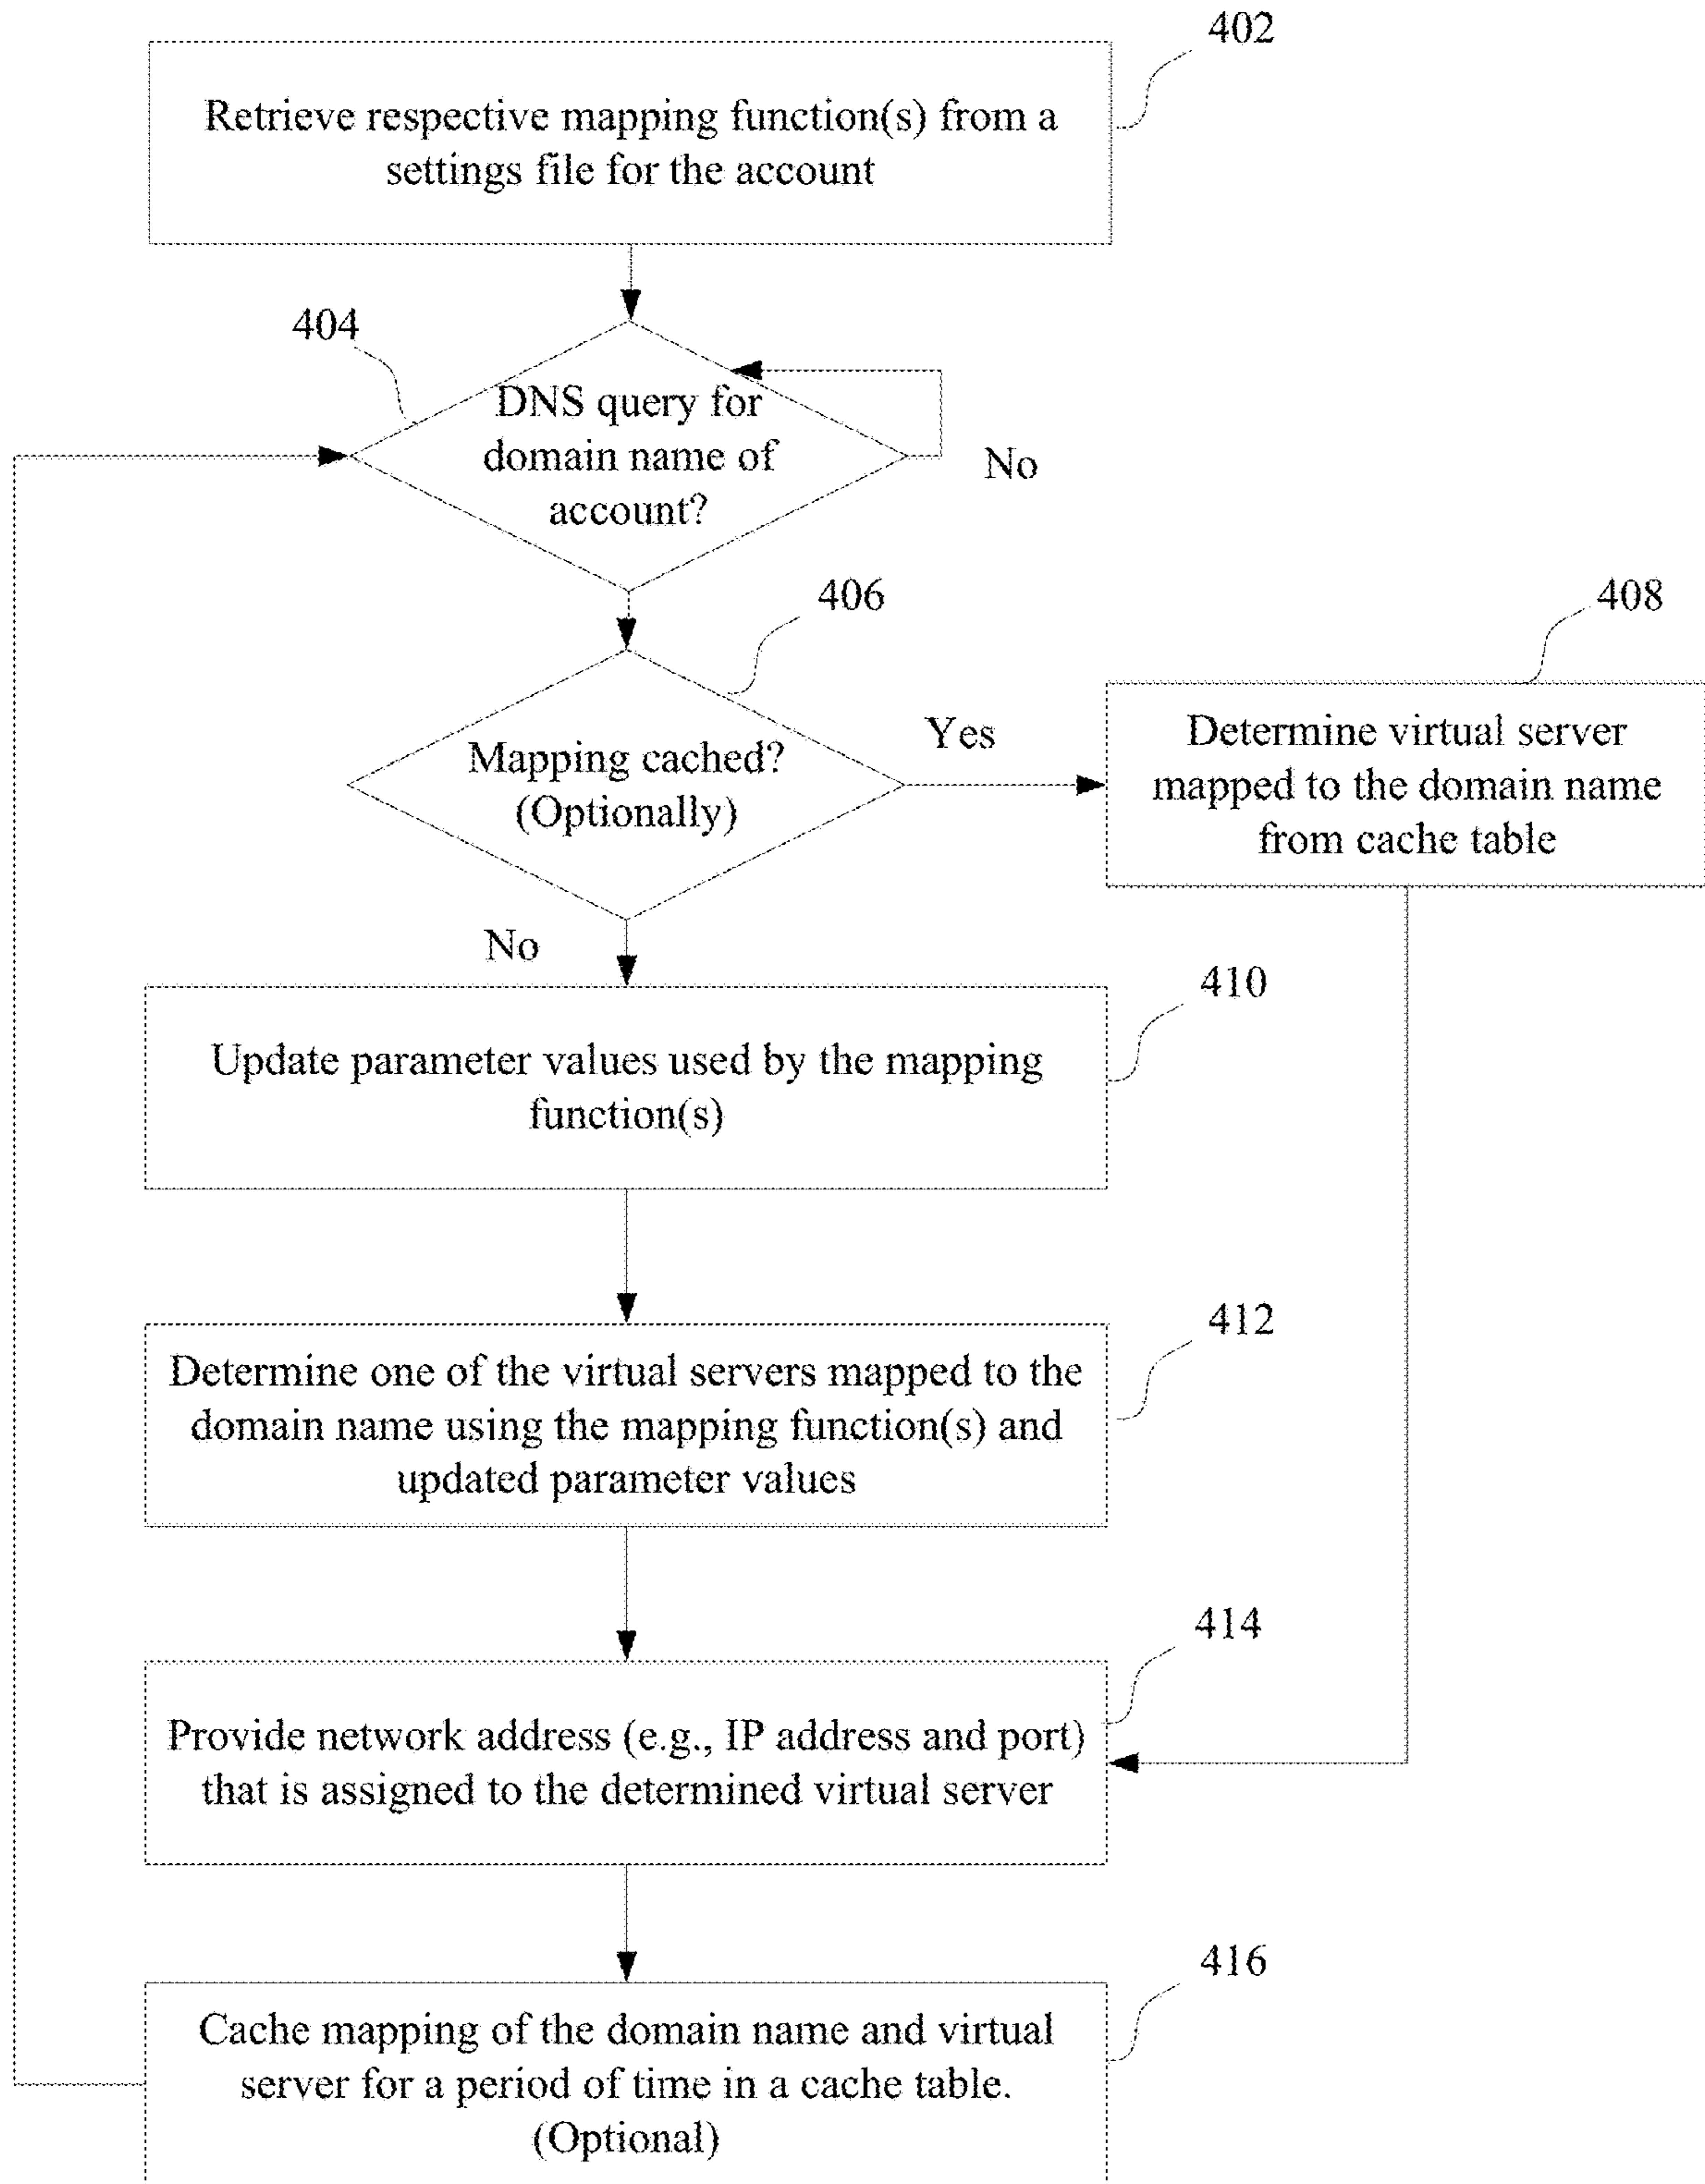 402
Retrieve respective mapping function(s) from a
settings file for the account
404
DNS query for
domain name of
account?
No
406
408
Mapping cached?
(Optionally)
Yes
Determine virtual server
mapped to the domain name
from cache table
No
410
Update parameter values used by the mapping
function(s)
412
Determine one of the virtual servers mapped to the
domain name using the mapping function(s) and
updated parameter values
414
Provide network address (e.g., IP address and port)
that is assigned to the determined virtual server
416
Cache mapping of the domain name and virtual
server for a period of time in a cache table.
(Optional)